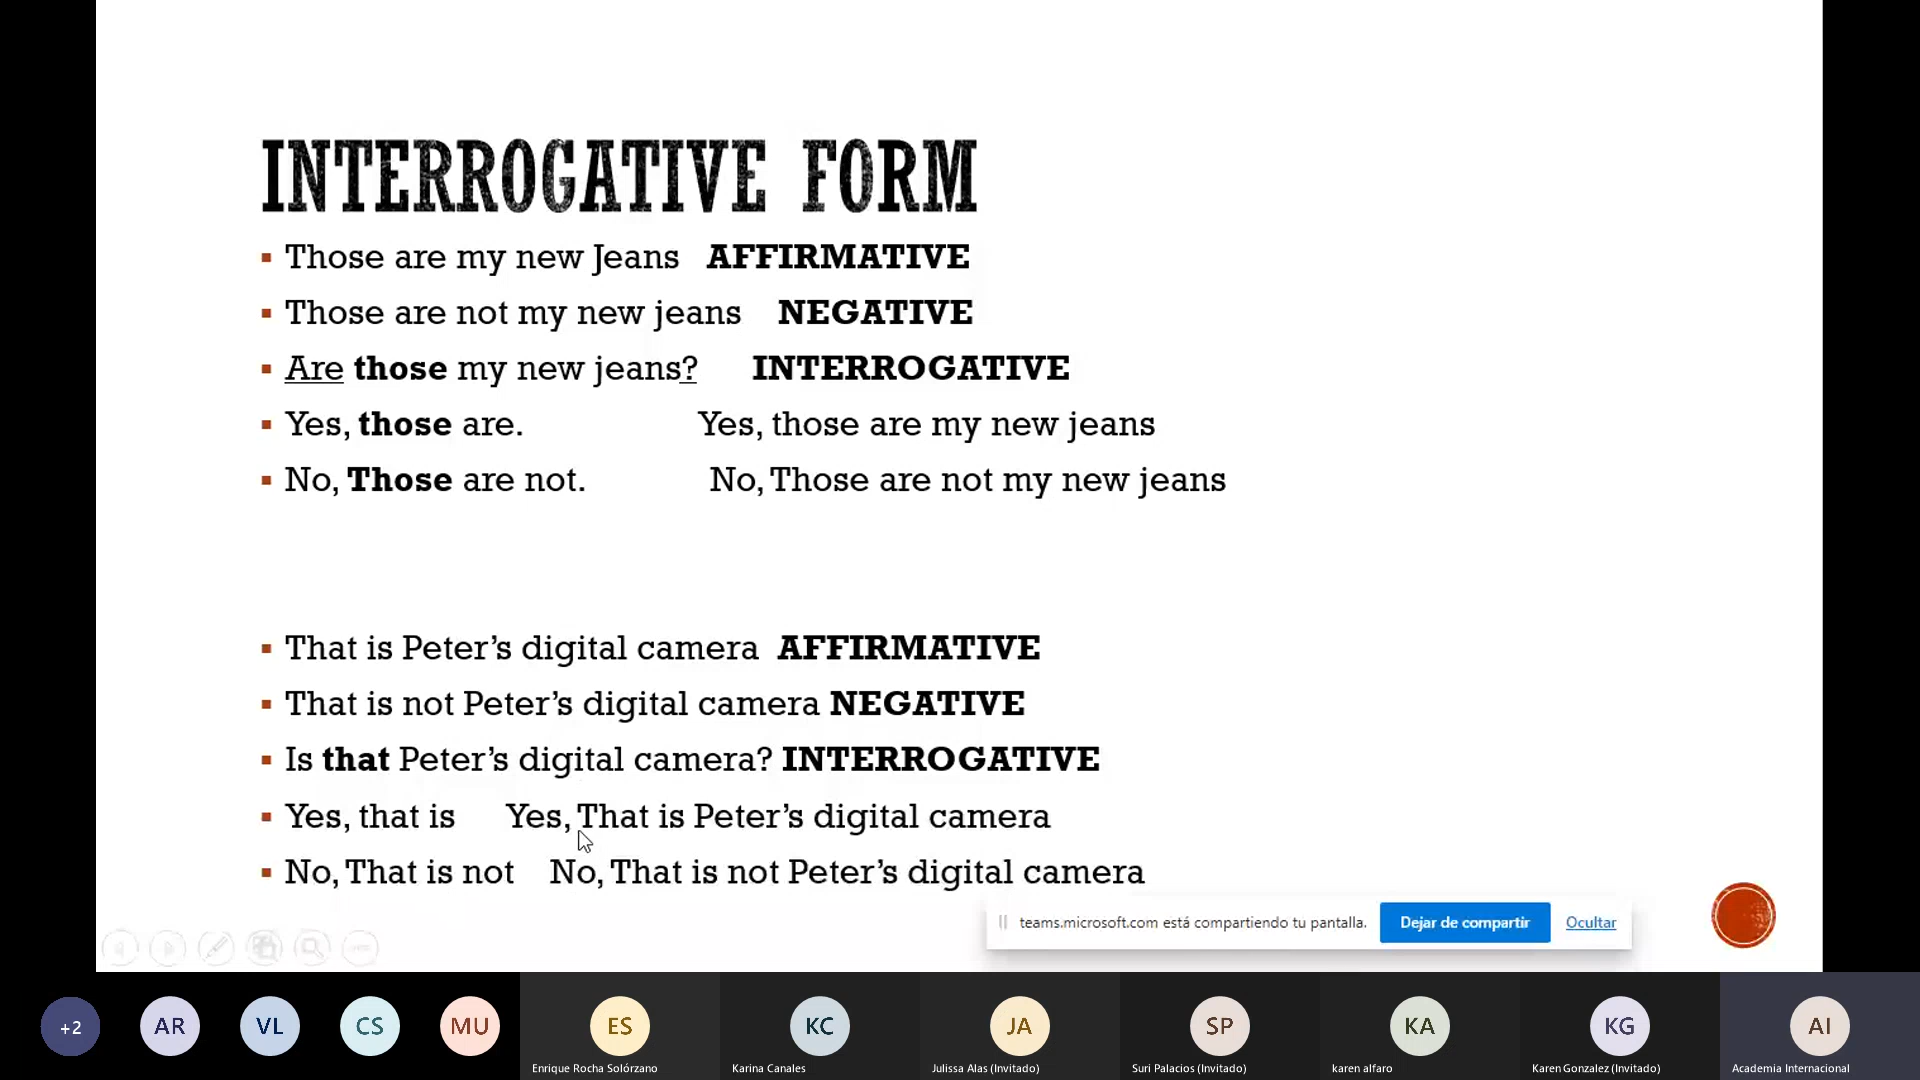 INTERROGATIVE FORM
Those are my new Jeans AFFIRMATIVE
Those are not my new jeans NEGATIVE
Are those my new jeans? INTERROGATIVE
Yes, those are. Yes, those are my new jeans
No, Those are not. No, Those are not my new jeans
That is Peter’s digital camera AFFIRMATIVE
That is not Peter’s digital camera NEGATIVE
Is that Peter’s digital camera? INTERROGATIVE
Yes, that is Yes, That is Peter’s digital camera
No, That is not No, That is not Peter’s digital camera
teams.microsoft.com está compartiendo tu pantalla. Dejar de compartir Ocultar
+2 AR VL CS MU ES KC JA SP KA KG AI
Enrique Rocha Solórzano Karina Canales Julissa Alas (Invitado) Suri Palacios (Invitado) karen alfaro Karen Gonzalez (Invitado) Academia Internacional